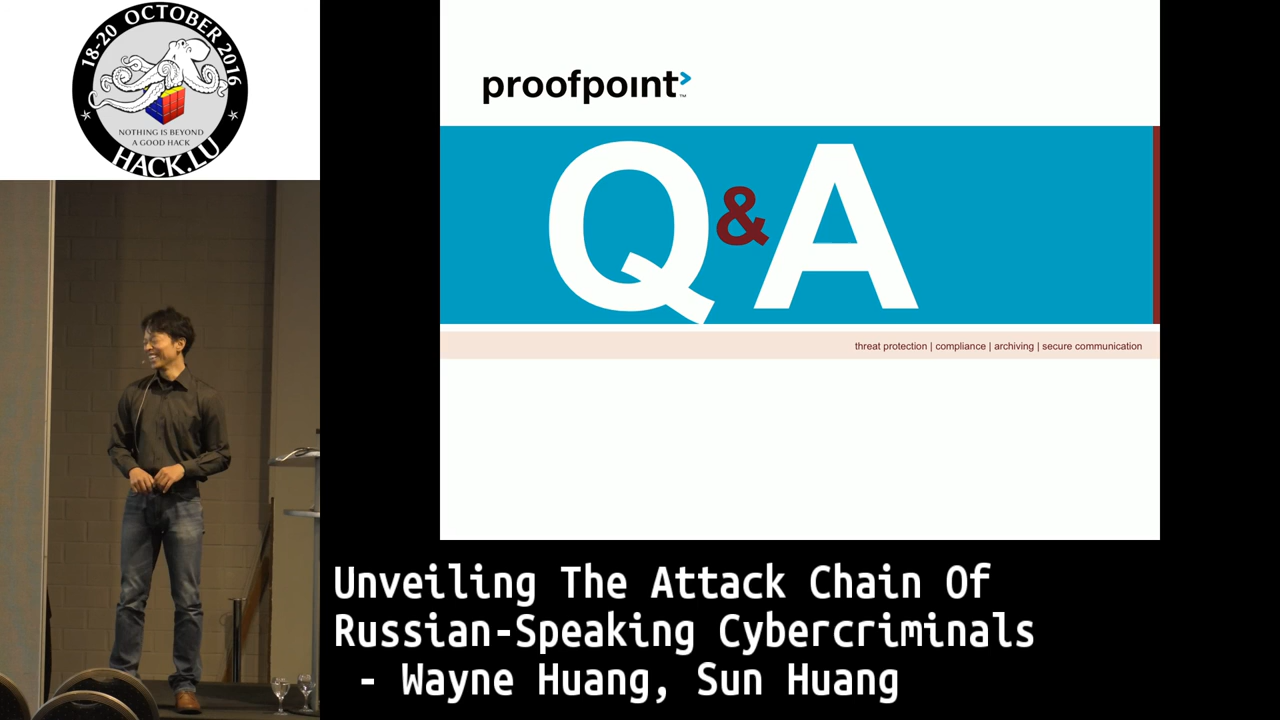 18-20 OCTOBER 2016
NOTHING IS BEYOND
A GOOD HACK
HACK.LU
proofpoint™
Q&A
threat protection | compliance | archiving | secure communication
Unveiling The Attack Chain Of
Russian-Speaking Cybercriminals
- Wayne Huang, Sun Huang